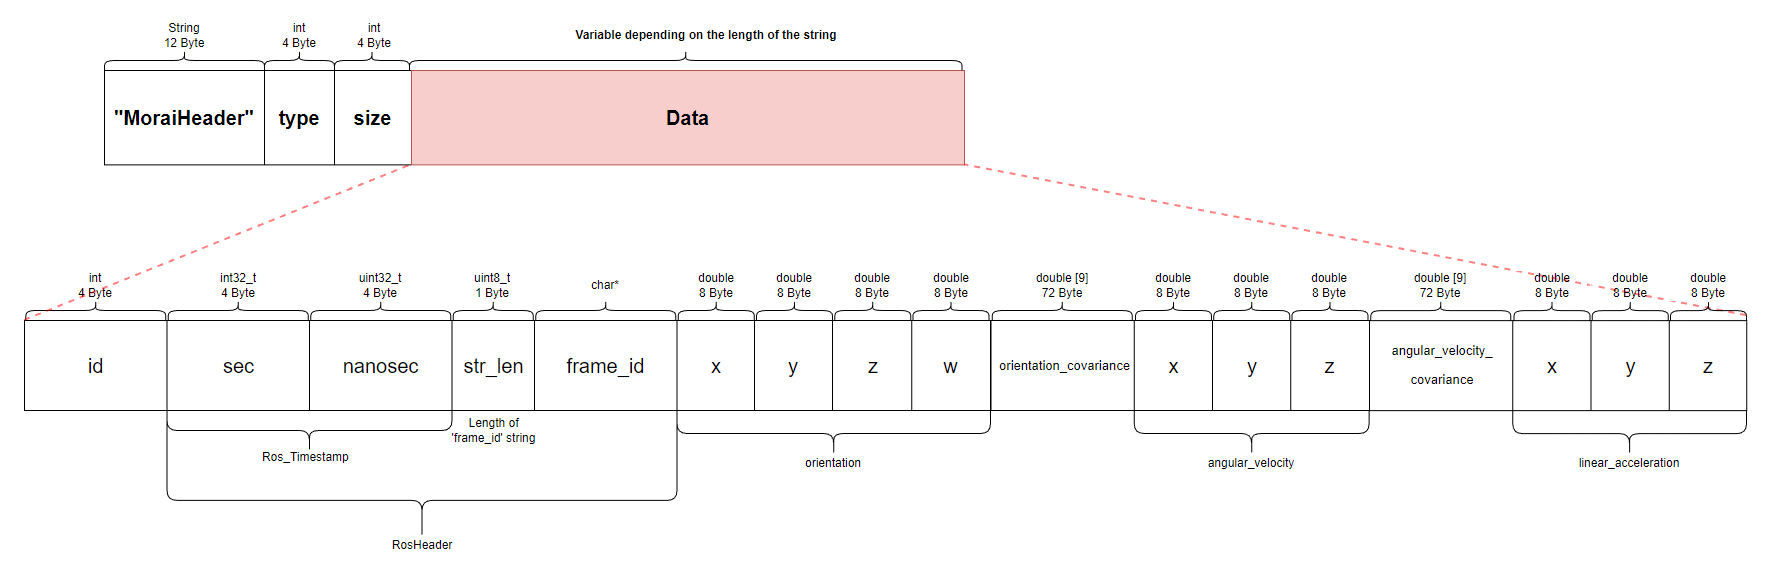 String
12 Byte
int
4 Byte
int
4 Byte
Variable depending on the length of the string
"MoraiHeader"
type
size
Data
int
4 Byte
int32_t
4 Byte
uint32_t
4 Byte
uint8_t
1 Byte
char*
double
8 Byte
double
8 Byte
double
8 Byte
double
8 Byte
double [9]
72 Byte
double
8 Byte
double
8 Byte
double
8 Byte
double [9]
72 Byte
double
8 Byte
double
8 Byte
double
8 Byte
id
sec
nanosec
str_len
frame_id
x
y
z
w
orientation_covariance
x
y
z
angular_velocity_
covariance
x
y
z
Length of
'frame_id' string
Ros_Timestamp
orientation
angular_velocity
linear_acceleration
RosHeader